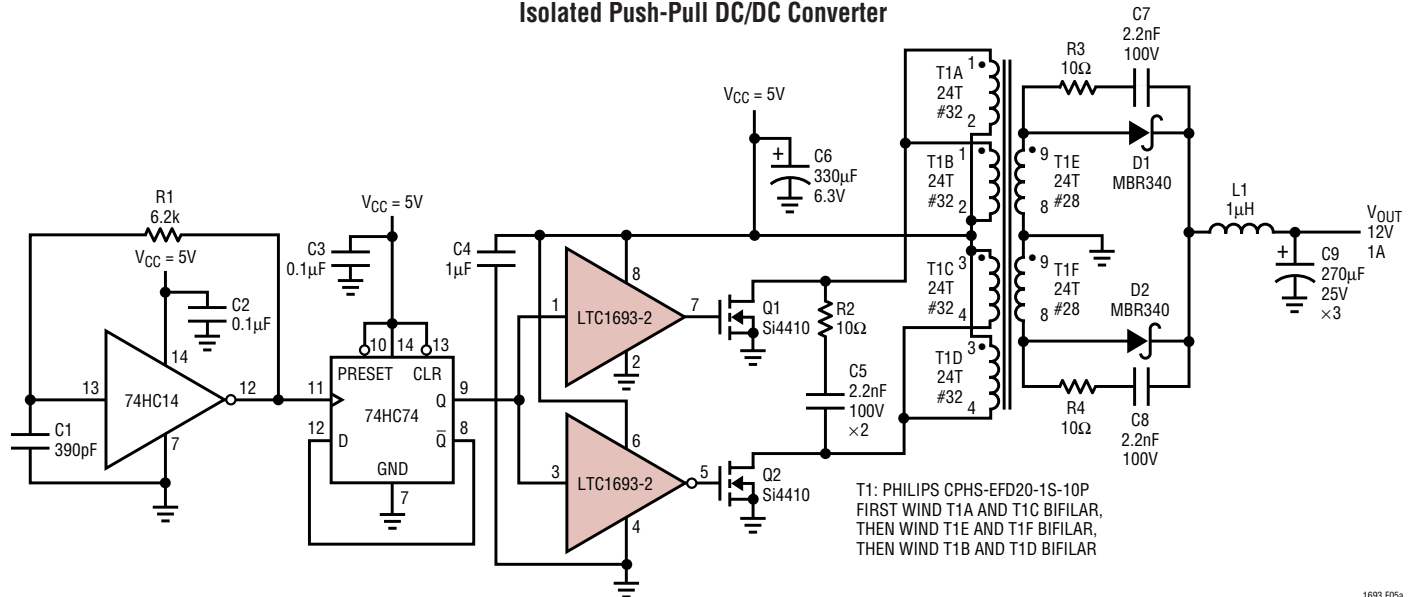 Isolated Push-Pull DC/DC Converter
R1
6.2k
VCC = 5V
C2
0.1µF
14
13
74HC14
12
7
C1
390pF
VCC = 5V
C3
0.1µF
10
14
13
PRESET
CLR
11
9
Q
74HC74
12
D
8
Q̅
GND
7
VCC = 5V
+
C6
330µF
6.3V
C4
1µF
8
1
LTC1693-2
7
2
Q1
Si4410
6
3
LTC1693-2
5
4
Q2
Si4410
R2
10Ω
C5
2.2nF
100V
×2
T1A
24T
#32
1
2
T1B
24T
#32
1
2
T1C
24T
#32
3
4
T1D
24T
#32
3
4
9
T1E
24T
#28
8
9
T1F
24T
#28
8
R3
10Ω
C7
2.2nF
100V
D1
MBR340
D2
MBR340
R4
10Ω
C8
2.2nF
100V
L1
1µH
VOUT
12V
1A
+
C9
270µF
25V
×3
T1: PHILIPS CPHS-EFD20-1S-10P
FIRST WIND T1A AND T1C BIFILAR,
THEN WIND T1E AND T1F BIFILAR,
THEN WIND T1B AND T1D BIFILAR
1693 F05a